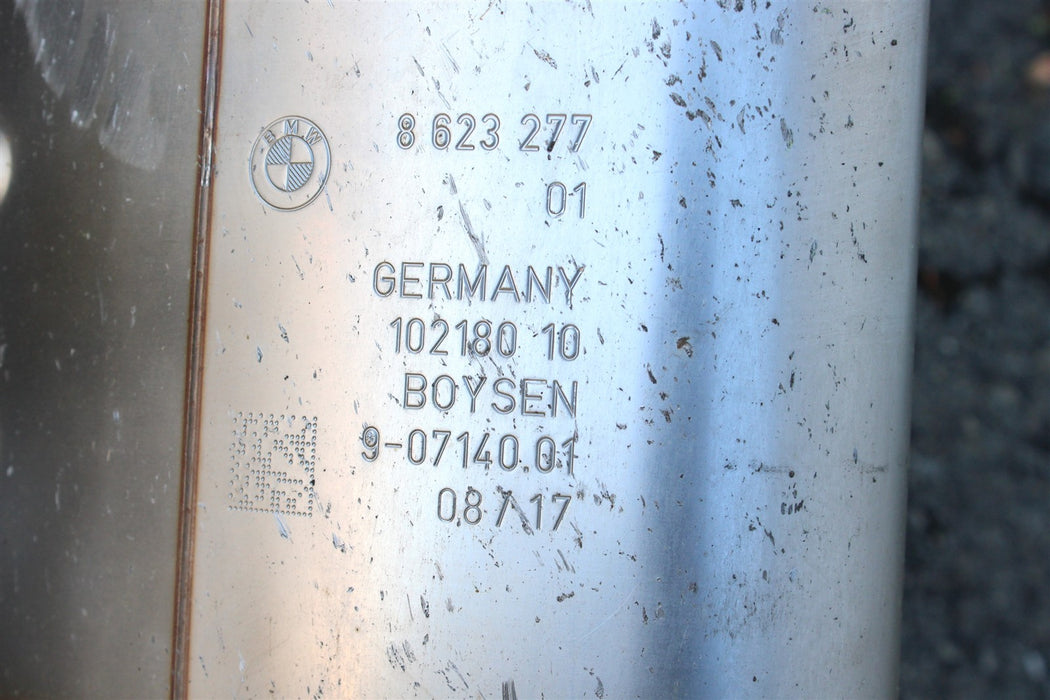 BMW
8 623 277
01
GERMANY
102180 10
BOYSEN
9-07140.01
08/17